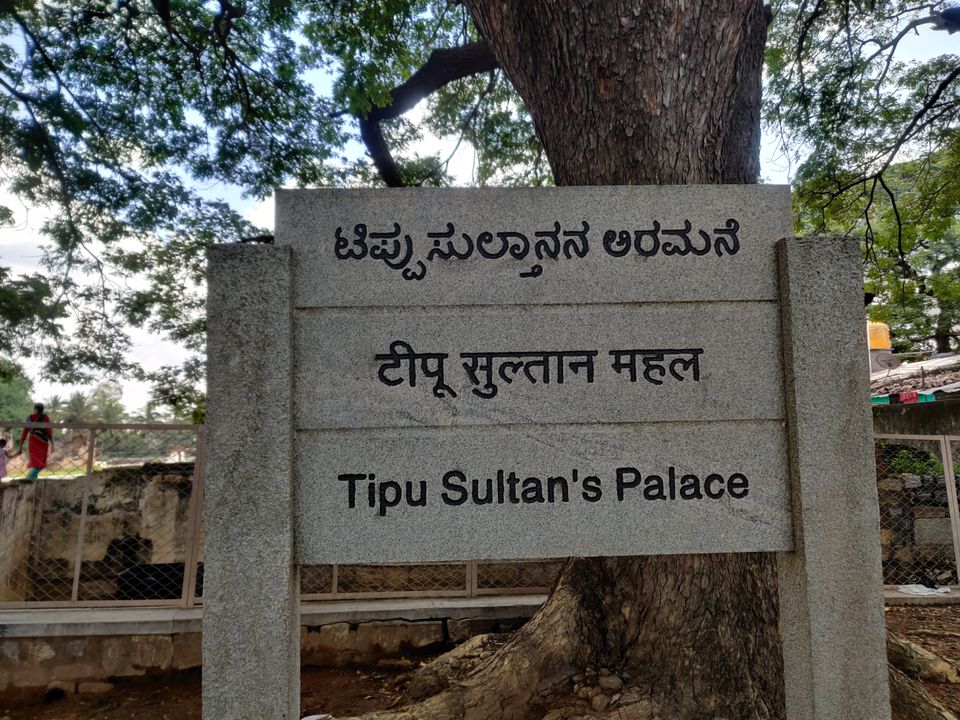 ಟಿಪ್ಪು ಸುಲ್ತಾನನ ಅರಮನೆ
टीपू सुल्तान महल
Tipu Sultan's Palace